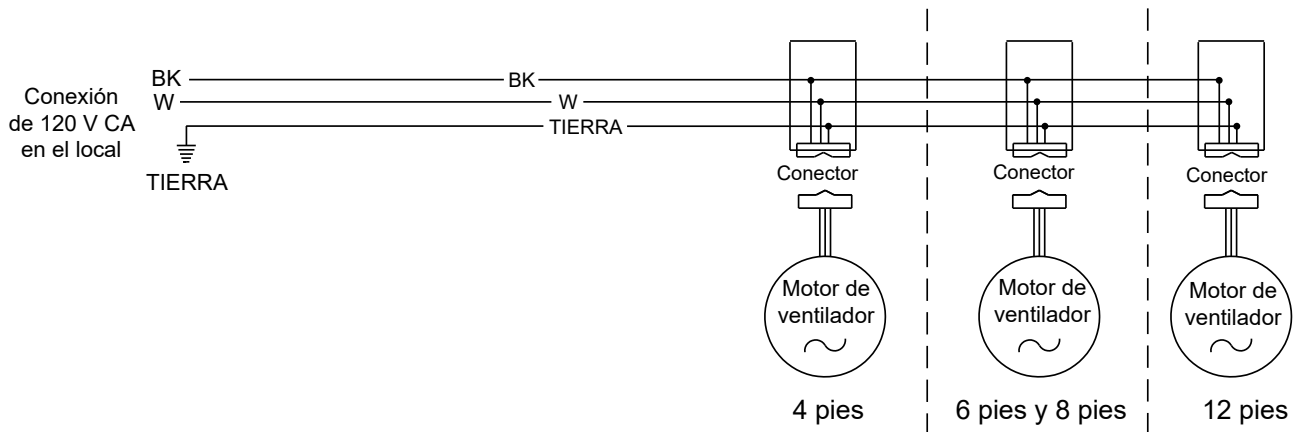 Conexión
de 120 V CA
en el local
BK
W
TIERRA
BK
W
TIERRA
Conector
Conector
Conector
Motor de
ventilador
Motor de
ventilador
Motor de
ventilador
4 pies
6 pies y 8 pies
12 pies